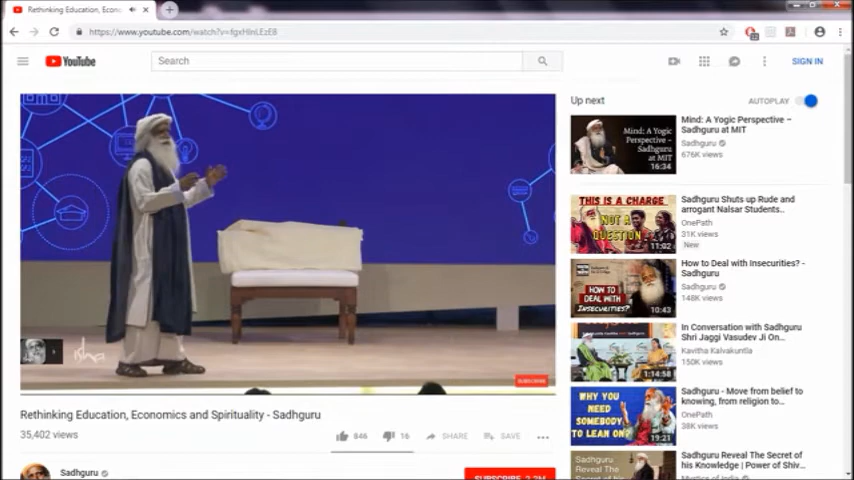 Rethinking Education, Econo
https://www.youtube.com/watch?v=
YouTube
Search
SIGN IN
Up next
AUTOPLAY
Mind: A Yogic Perspective –
Sadhguru at MIT
Sadhguru
676K views
Mind: A Yogic
Perspective –
Sadhguru
at MIT
16:34
Sadhguru Shuts up Rude and
arrogant Nalsar Students..
OnePath
31K views
New
THIS IS A CHARGE
NOT A
QUESTION
11:02
How to Deal with Insecurities? -
Sadhguru
Sadhguru
148K views
HOW TO
DEAL WITH
INSECURITIES?
10:43
In Conversation with Sadhguru
Shri Jaggi Vasudev Ji On...
Kavitha Kalvakuntla
150K views
1:14:58
Sadhguru - Move from belief to
knowing, from religion to...
OnePath
38K views
WHY YOU
NEED
SOMEBODY
TO LEAN ON?
19:21
Sadhguru Reveal The Secret of
his Knowledge | Power of Shiv...
Sadhguru
Reveal The
Secret of
isha
SUBSCRIBE
Rethinking Education, Economics and Spirituality - Sadhguru
35,402 views
846
16
SHARE
SAVE
Sadhguru
SUBSCRIBE 2.7M